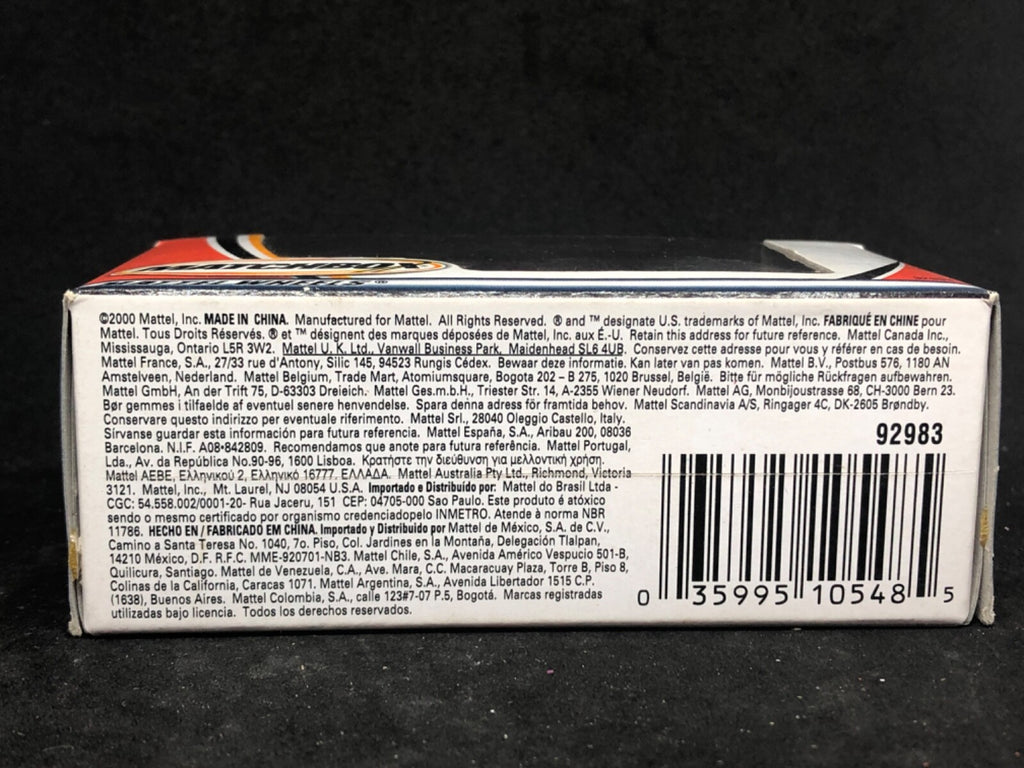 MATCHBOX
©2000 Mattel, Inc. MADE IN CHINA. Manufactured for Mattel. All Rights Reserved. ® and ™ designate U.S. trademarks of Mattel, Inc. FABRIQUÉ EN CHINE pour
Mattel. Tous Droits Réservés. ® et ™ désignent des marques déposées de Mattel, Inc. aux É.-U. Retain this address for future reference. Mattel Canada Inc.,
Mississauga, Ontario L5R 3W2. Mattel U. K. Ltd., Vanwall Business Park, Maidenhead SL6 4UB. Conservez cette adresse pour vous y référer en cas de besoin.
Mattel France, S.A., 27/33 rue d'Antony, Silic 145, 94523 Rungis Cédex. Bewaar deze informatie. Kan later van pas komen. Mattel B.V., Postbus 576, 1180 AN
Amstelveen, Nederland. Mattel Belgium, Trade Mart, Atomiumsquare, Bogota 202 – B 275, 1020 Brussel, België. Bitte für mögliche Rückfragen aufbewahren.
Mattel GmbH, An der Trift 75, D-63303 Dreieich. Mattel Ges.m.b.H., Triester Str. 14, A-2355 Wiener Neudorf. Mattel AG, Monbijoustrasse 68, CH-3000 Bern 23.
Bør gemmes i tilfaelde af eventuel senere henvendelse. Spara denna adress för framtida behov. Mattel Scandinavia A/S, Ringager 4C, DK-2605 Brøndby.
Conservare questo indirizzo per eventuale riferimento. Mattel Srl., 28040 Oleggio Castello, Italy.
Sírvanse guardar esta información para futura referencia. Mattel España, S.A., Aribau 200, 08036
Barcelona. N.I.F. A08-842809. Recomendamos que anote para futura referência. Mattel Portugal,
Lda., Av. da República No.90-96, 1600 Lisboa. Κρατήστε την διεύθυνση για μελλοντική χρήση.
Mattel AEBE, Ελληνικού 2, Ελληνικό 16777, ΕΛΛΑΔΑ. Mattel Australia Pty Ltd., Richmond, Victoria
3121. Mattel, Inc., Mt. Laurel, NJ 08054 U.S.A. Importado e Distribuído por: Mattel do Brasil Ltda -
CGC: 54.558.002/0001-20- Rua Jaceru, 151 CEP: 04705-000 Sao Paulo. Este produto é atóxico
sendo o mesmo certificado por organismo credenciadopelo INMETRO. Atende à norma NBR
11786. HECHO EN / FABRICADO EM CHINA. Importado y Distribuido por Mattel de México, S.A. de C.V.,
Camino a Santa Teresa No. 1040, 7o. Piso, Col. Jardines en la Montaña, Delegación Tlalpan,
14210 México, D.F. R.F.C. MME-920701-NB3. Mattel Chile, S.A., Avenida Américo Vespucio 501-B,
Quilicura, Santiago. Mattel de Venezuela, C.A., Ave. Mara, C.C. Macaracuay Plaza, Torre B, Piso 8,
Colinas de la California, Caracas 1071. Mattel Argentina, S.A., Avenida Libertador 1515 C.P.
(1638), Buenos Aires. Mattel Colombia, S.A., calle 123#7-07 P.5, Bogotá. Marcas registradas
utilizadas bajo licencia. Todos los derechos reservados.
92983
0 35995 10548 5